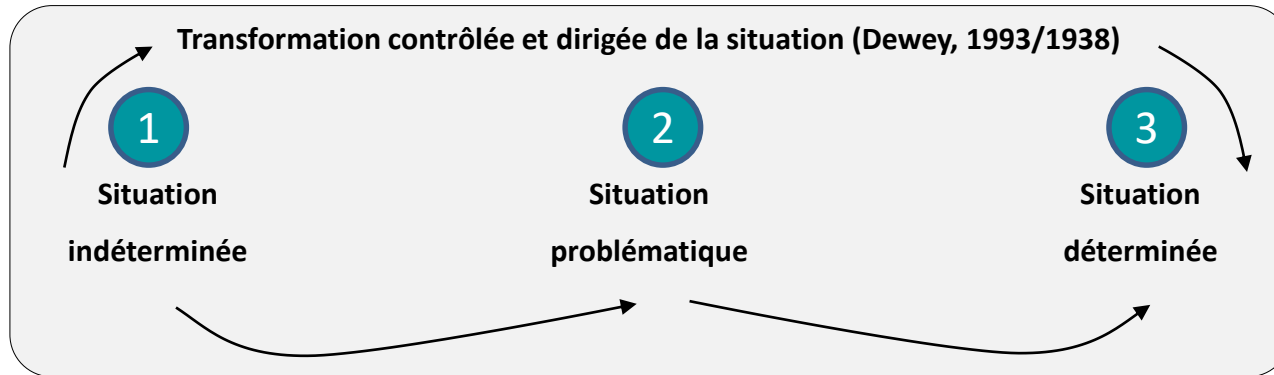 Transformation contrôlée et dirigée de la situation (Dewey, 1993/1938)
1
2
3
Situation
indéterminée
Situation
problématique
Situation
déterminée